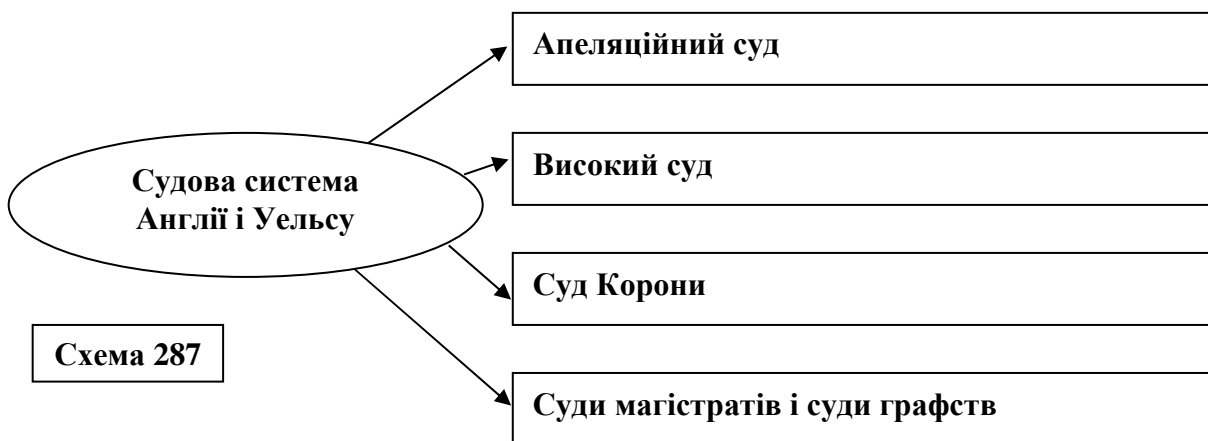 Апеляційний суд
Високий суд
Судова система
Англії і Уельсу
Суд Корони
Схема 287
Суди магістратів і суди графств